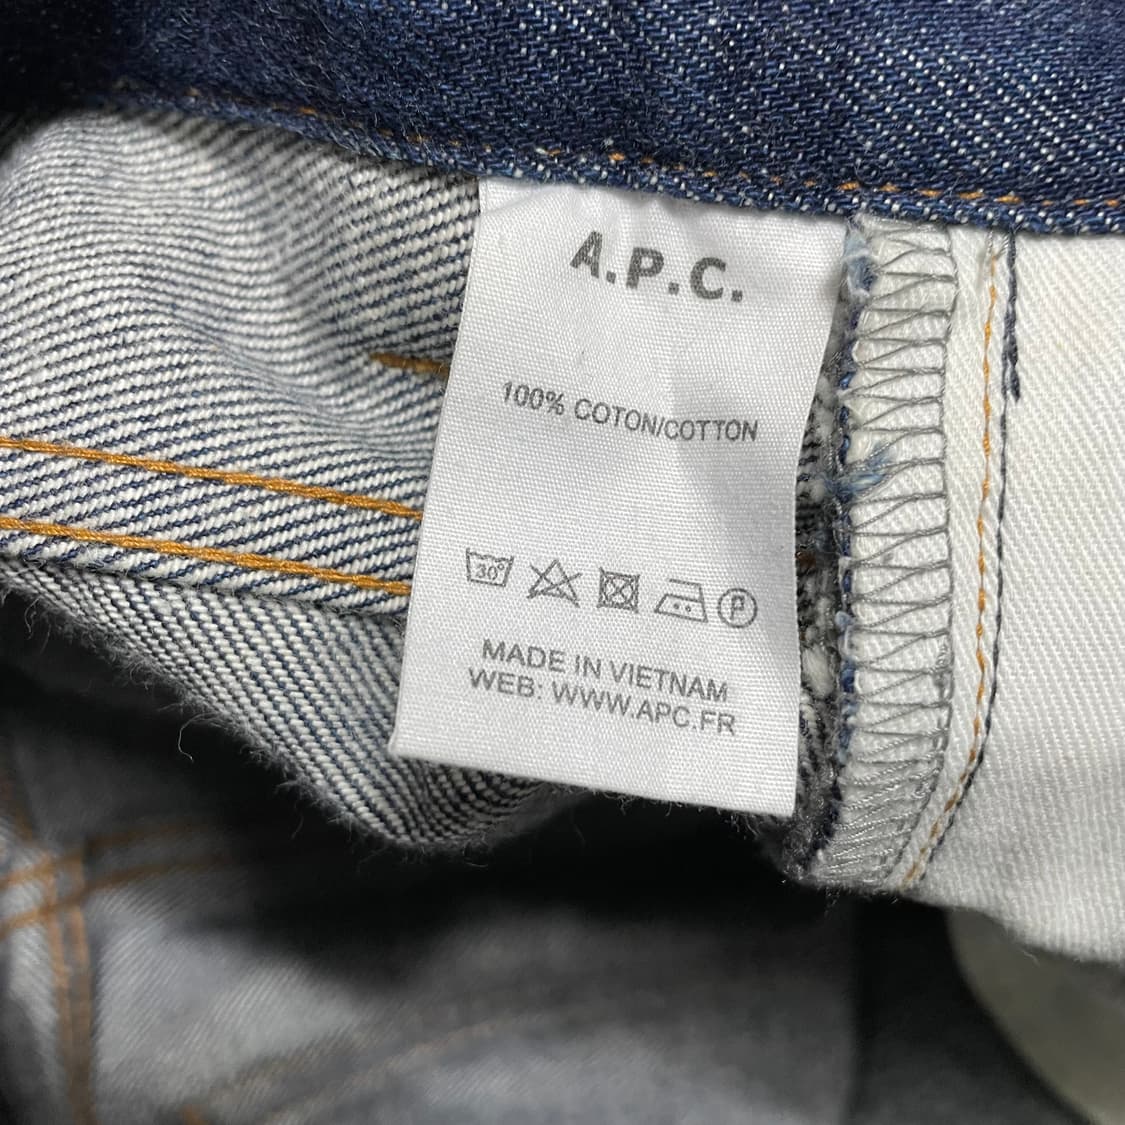 A.P.C.
100% COTON/COTTON
30°
P
MADE IN VIETNAM
WEB: WWW.APC.FR